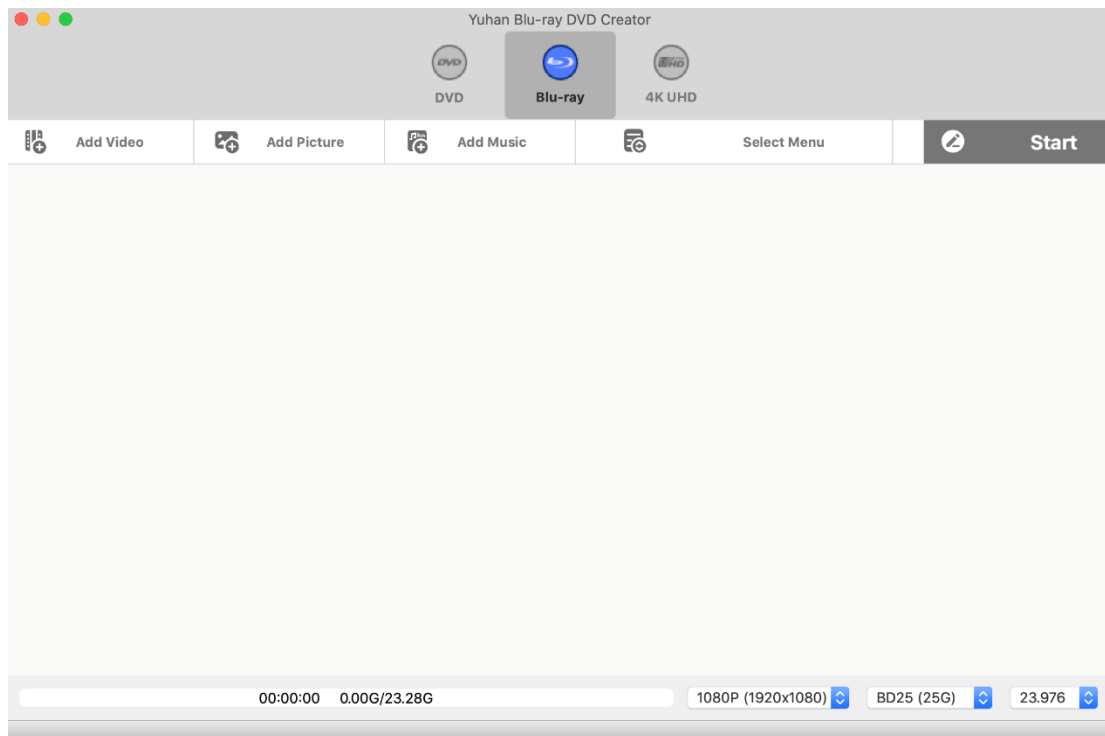 Yuhan Blu-ray DVD Creator
DVD
DVD Blu-ray 4K UHD
Add Video Add Picture Add Music Select Menu Start
00:00:00 0.00G/23.28G 1080P (1920x1080) BD25 (25G) 23.976